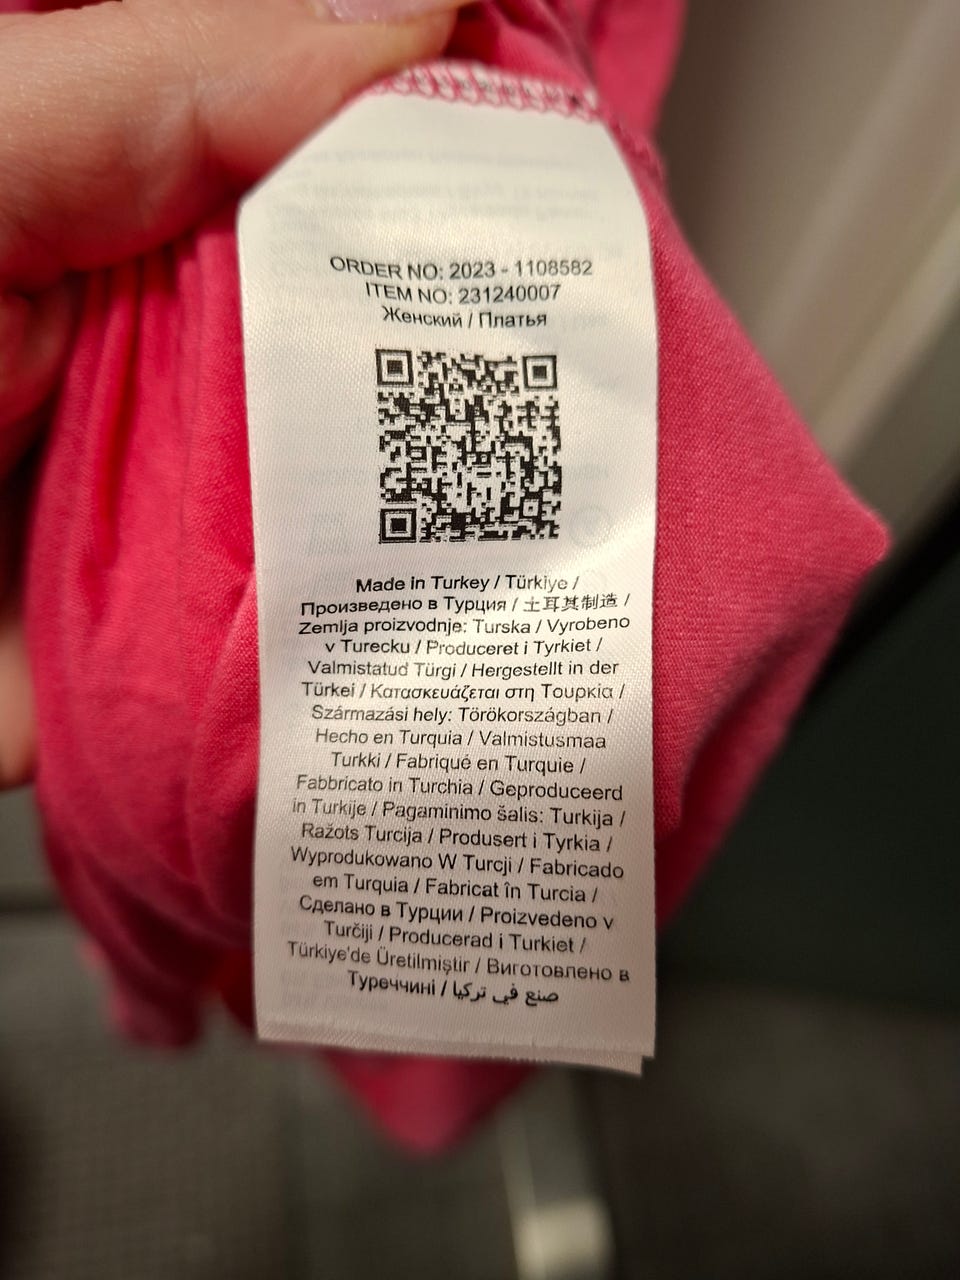 ORDER NO: 2023 - 1108582
ITEM NO: 231240007
Женский / Платья
Made in Turkey / Türkiye /
Произведено в Турция / 土耳其制造 /
Zemlja proizvodnje: Turska / Vyrobeno
v Turecku / Produceret i Tyrkiet /
Valmistatud Türgi / Hergestellt in der
Türkei / Κατασκευάζεται στη Τουρκία /
Származási hely: Törökországban /
Hecho en Turquia / Valmistusmaa
Turkki / Fabriqué en Turquie /
Fabbricato in Turchia / Geproduceerd
in Turkije / Pagaminimo šalis: Turkija /
Ražots Turcija / Produsert i Tyrkia /
Wyprodukowano W Turcji / Fabricado
em Turquia / Fabricat în Turcia /
Сделано в Турции / Proizvedeno v
Turčiji / Producerad i Turkiet /
Türkiye'de Üretilmiştir / Виготовлено в
Туреччині / صنع في تركيا